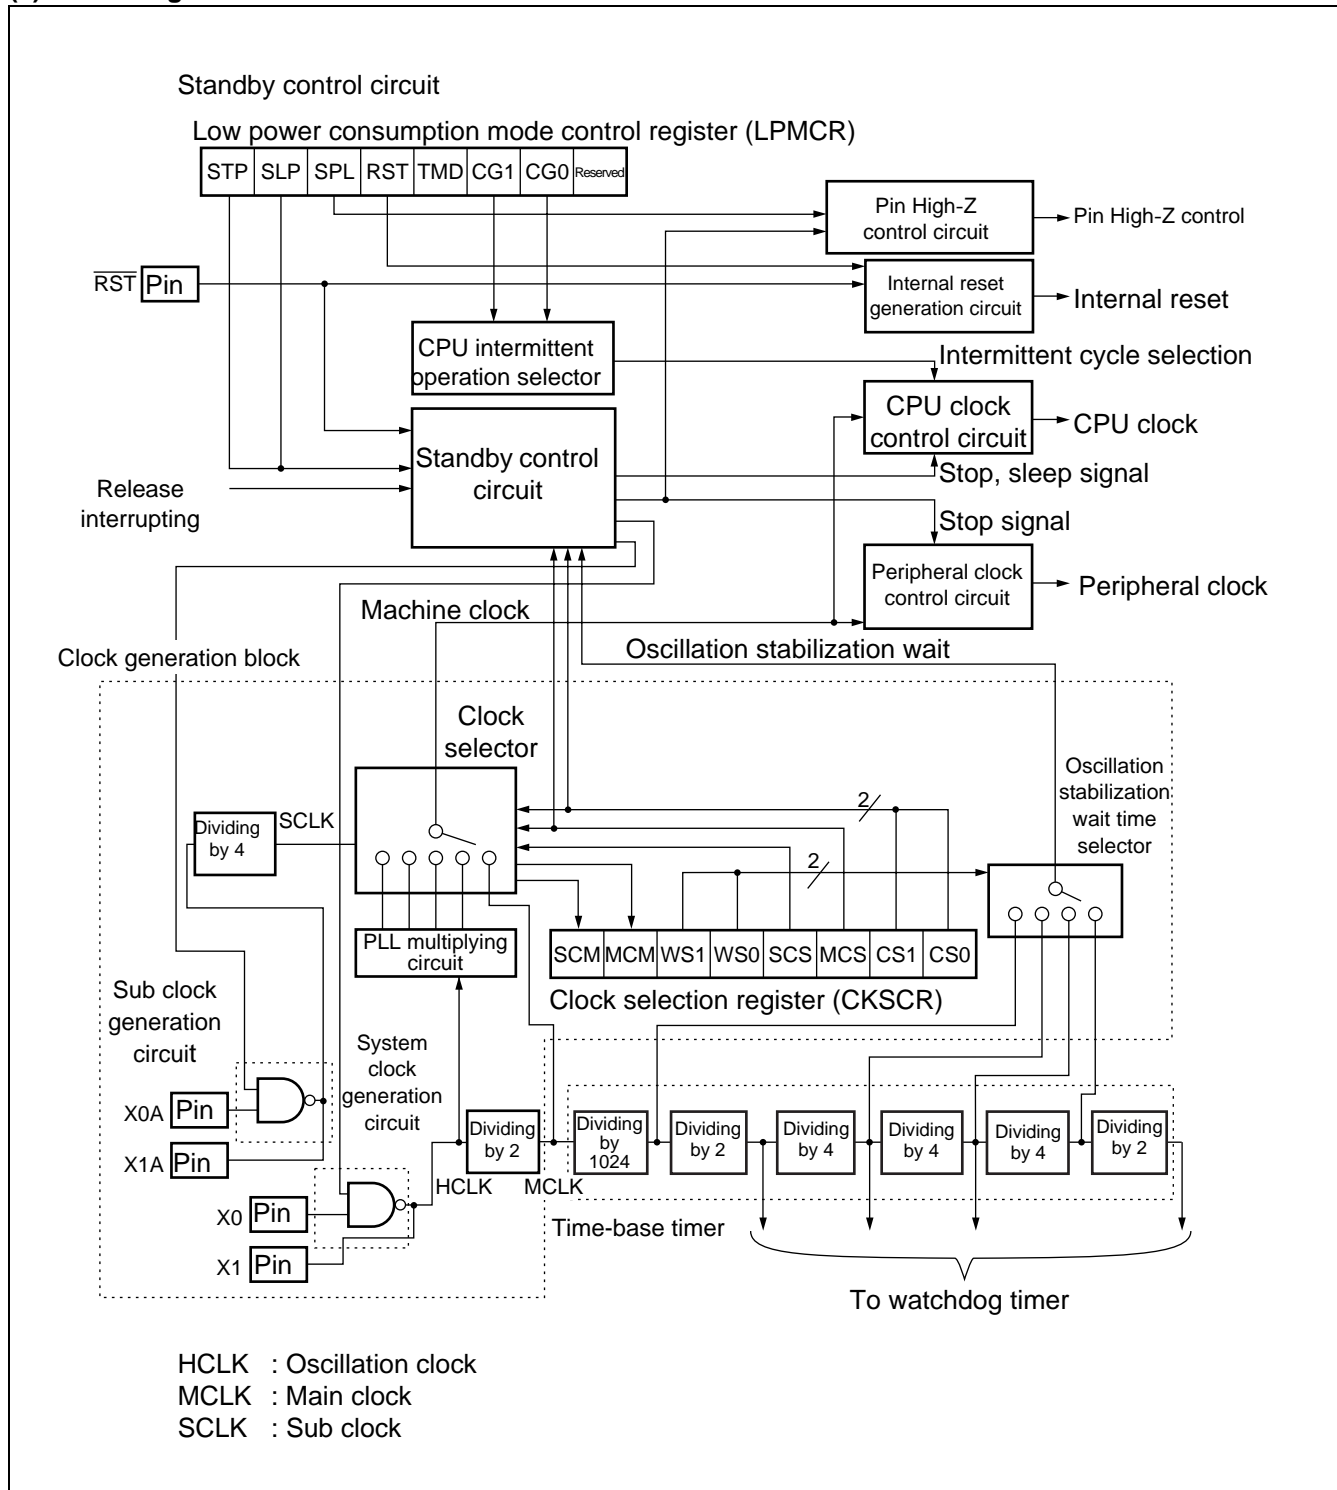 Standby control circuit
Low power consumption mode control register (LPMCR)
STP SLP SPL RST TMD CG1 CG0 Reserved
Pin High-Z
control circuit
Pin High-Z control
RST Pin
Internal reset
generation circuit
Internal reset
CPU intermittent
operation selector
Intermittent cycle selection
CPU clock
control circuit
CPU clock
Standby control
circuit
Stop, sleep signal
Release
interrupting
Stop signal
Peripheral clock
control circuit
Peripheral clock
Machine clock
Oscillation stabilization wait
Clock generation block
Clock
selector
Oscillation
stabilization
wait time
selector
Dividing
by 4
SCLK
2
2
PLL multiplying
circuit
SCM MCM WS1 WS0 SCS MCS CS1 CS0
Clock selection register (CKSCR)
Sub clock
generation
circuit
System
clock
generation
circuit
X0A Pin
X1A Pin
Dividing
by 2
HCLK
MCLK
Dividing
by
1024
Dividing
by 2
Dividing
by 4
Dividing
by 4
Dividing
by 4
Dividing
by 2
X0 Pin
X1 Pin
Time-base timer
To watchdog timer
HCLK : Oscillation clock
MCLK : Main clock
SCLK : Sub clock